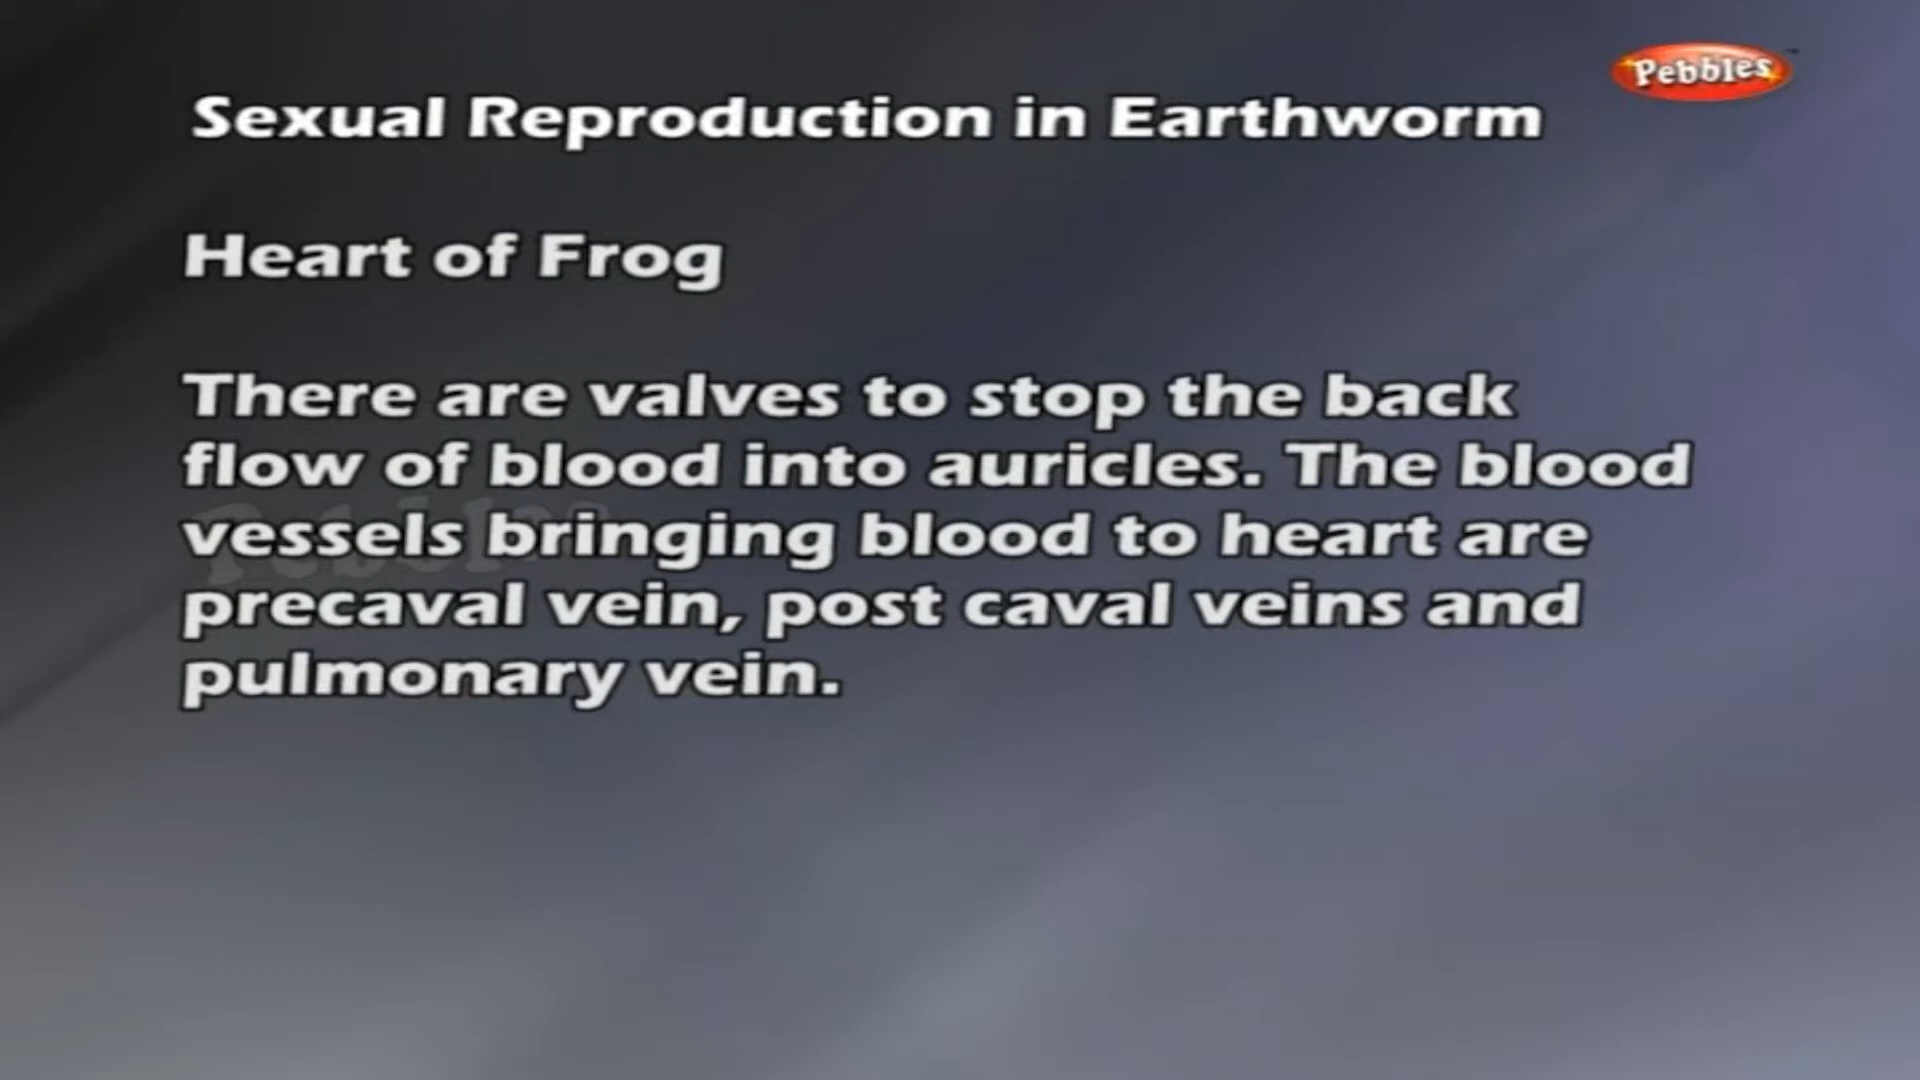 Pebbles
Sexual Reproduction in Earthworm
Heart of Frog
There are valves to stop the back
flow of blood into auricles. The blood
vessels bringing blood to heart are
precaval vein, post caval veins and
pulmonary vein.
Pebbles